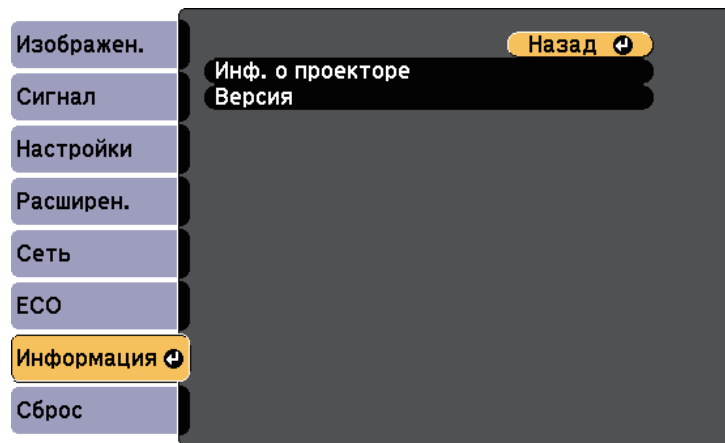 Изображен.
Сигнал
Настройки
Расширен.
Сеть
ECO
Информация
Сброс
Назад
Инф. о проекторе
Версия